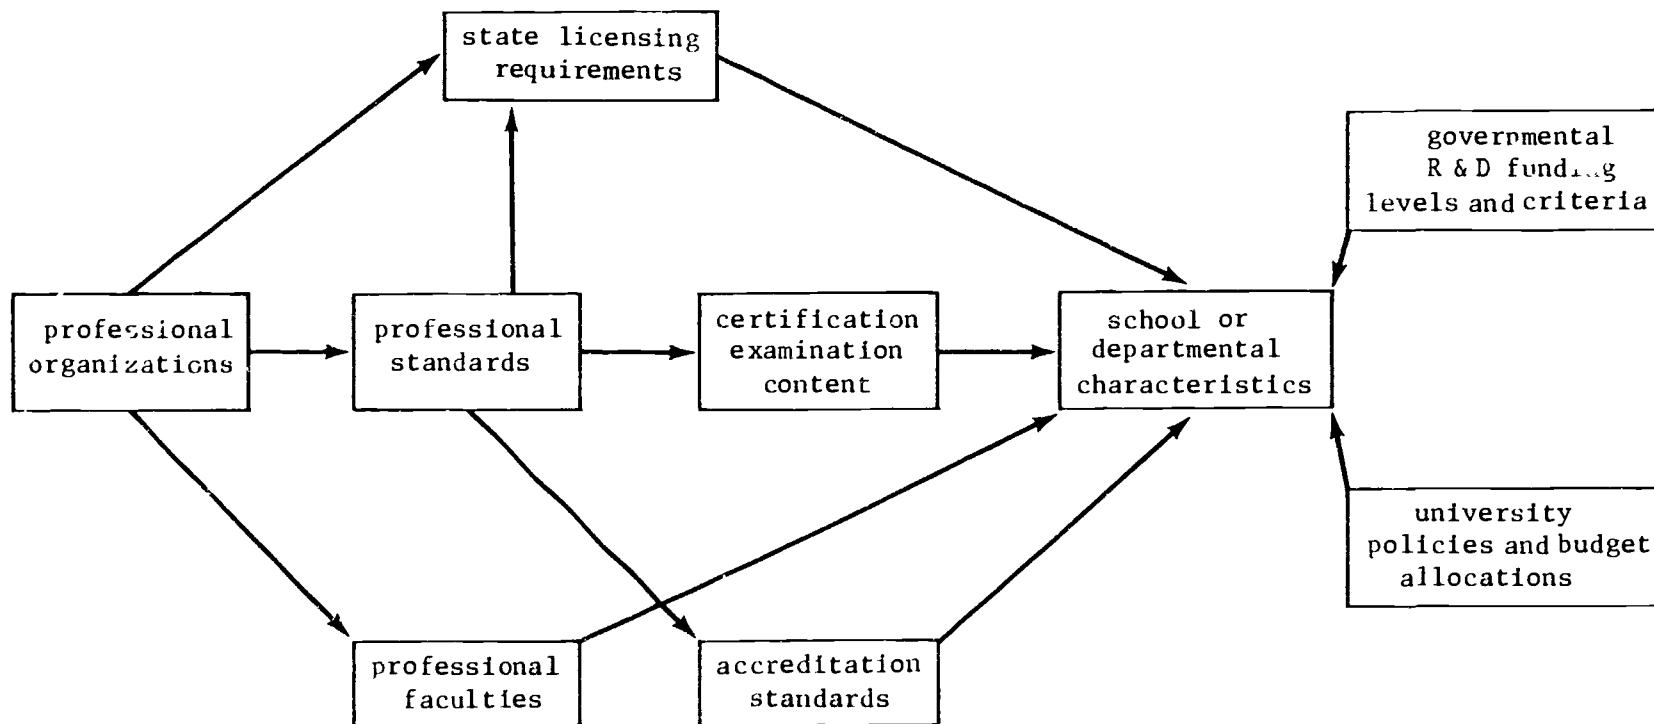 state licensing
requirements
governmental
R & D funding
levels and criteria
professional
organizations
professional
standards
certification
examination
content
school or
departmental
characteristics
university
policies and budget
allocations
professional
faculties
accreditation
standards